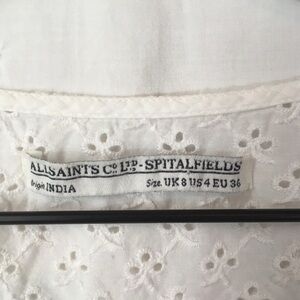 ALLSAINTS Co LTD - SPITALFIELDS
Origin INDIA Size. UK 8 US 4 EU 36